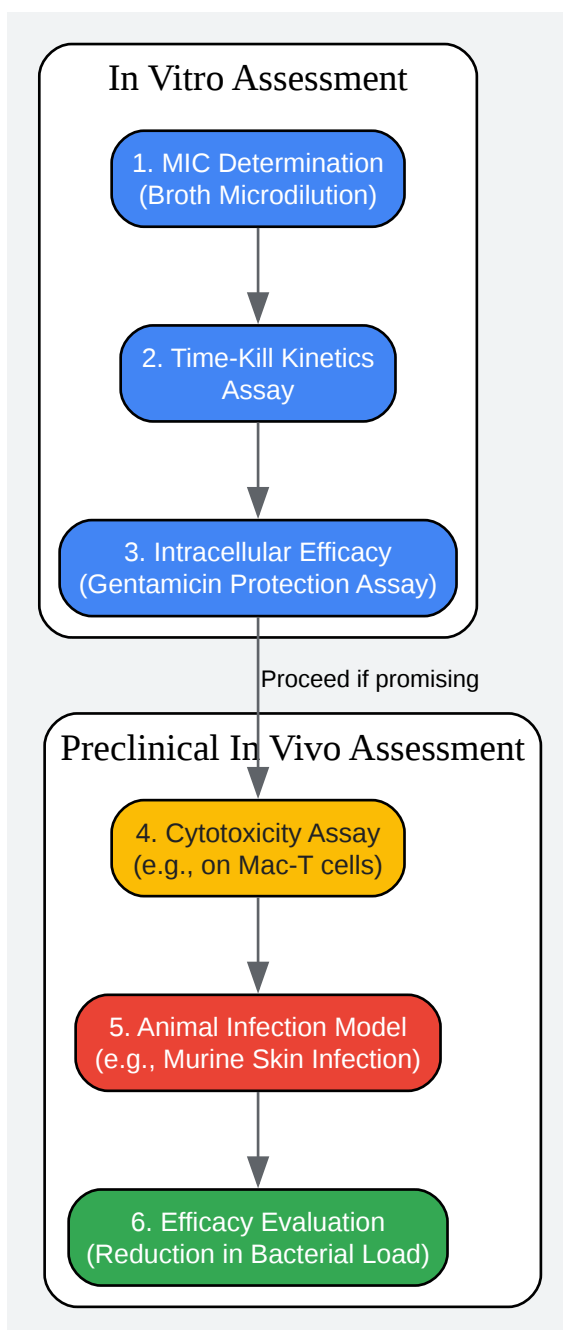 In Vitro Assessment
1. MIC Determination
(Broth Microdilution)
2. Time-Kill Kinetics
Assay
3. Intracellular Efficacy
(Gentamicin Protection Assay)
Proceed if promising
Preclinical In Vivo Assessment
4. Cytotoxicity Assay
(e.g., on Mac-T cells)
5. Animal Infection Model
(e.g., Murine Skin Infection)
6. Efficacy Evaluation
(Reduction in Bacterial Load)